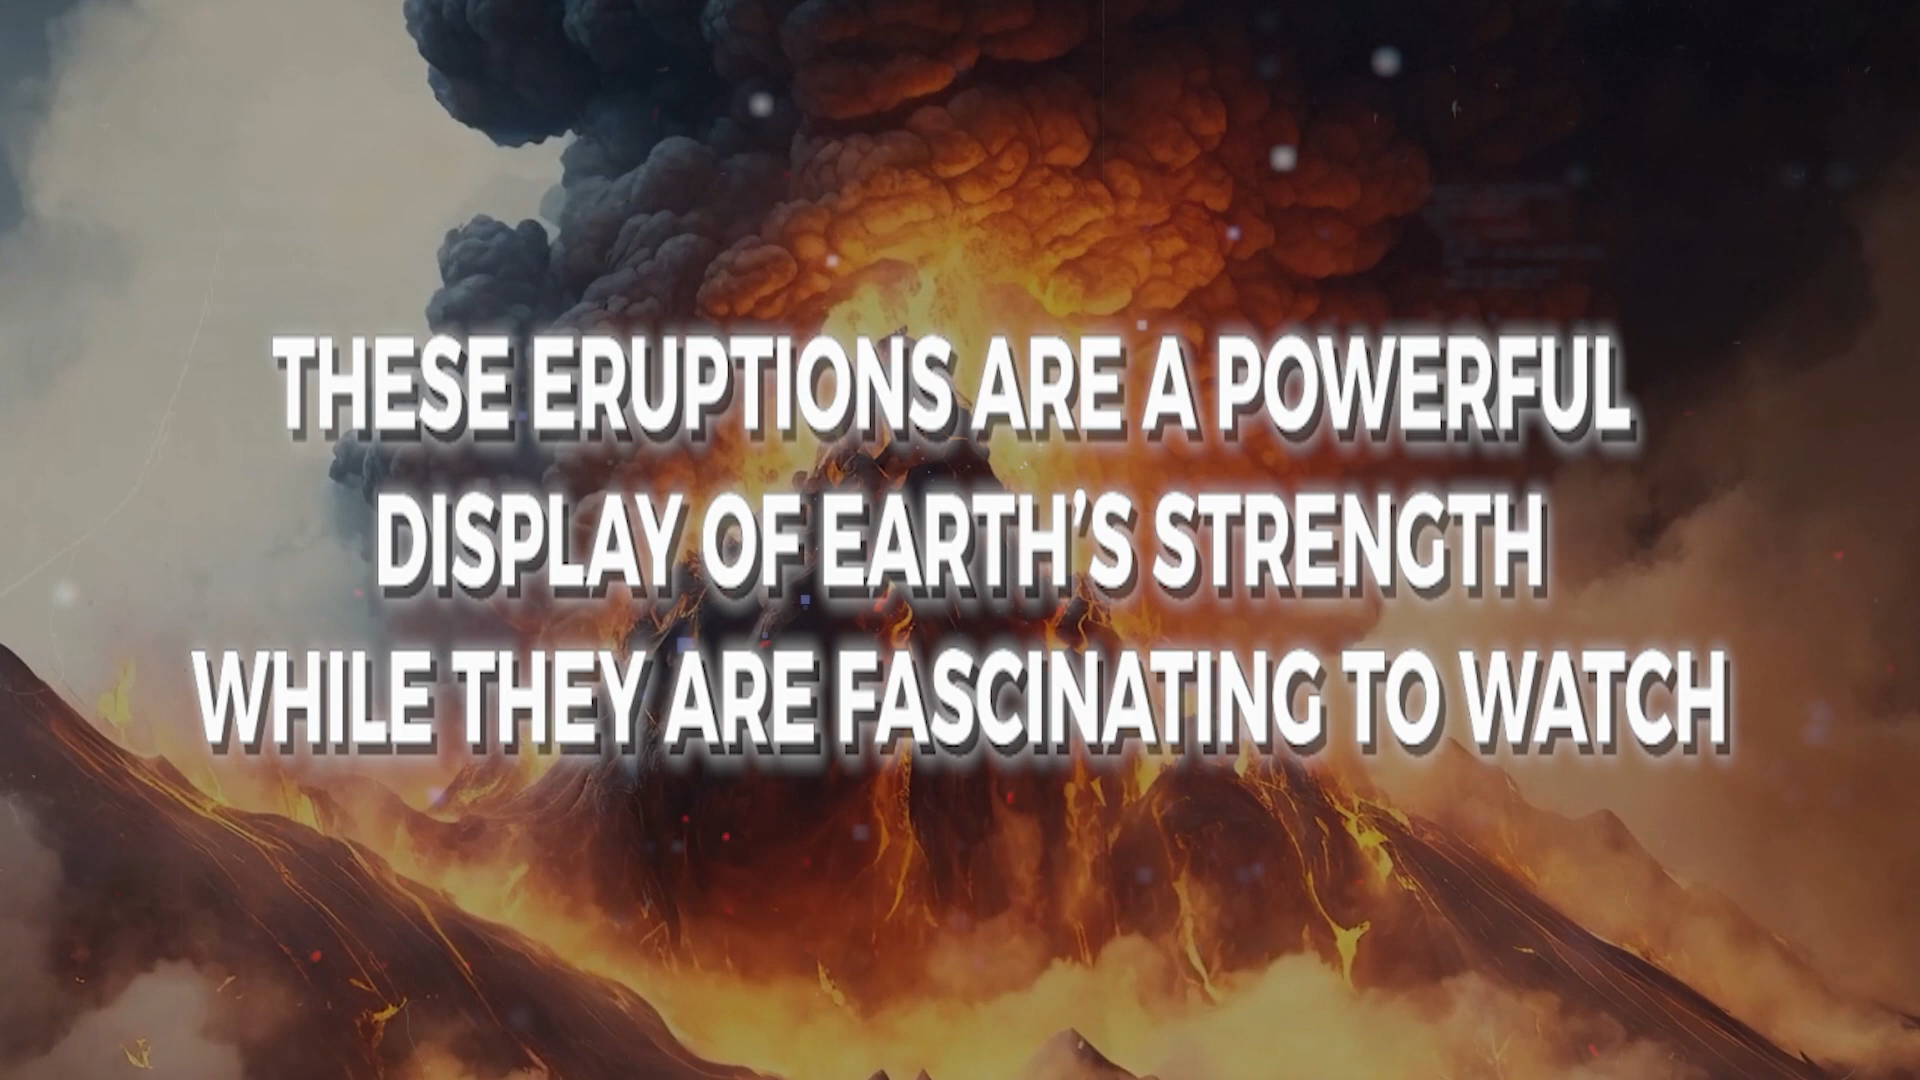 THESE ERUPTIONS ARE A POWERFUL
DISPLAY OF EARTH’S STRENGTH
WHILE THEY ARE FASCINATING TO WATCH